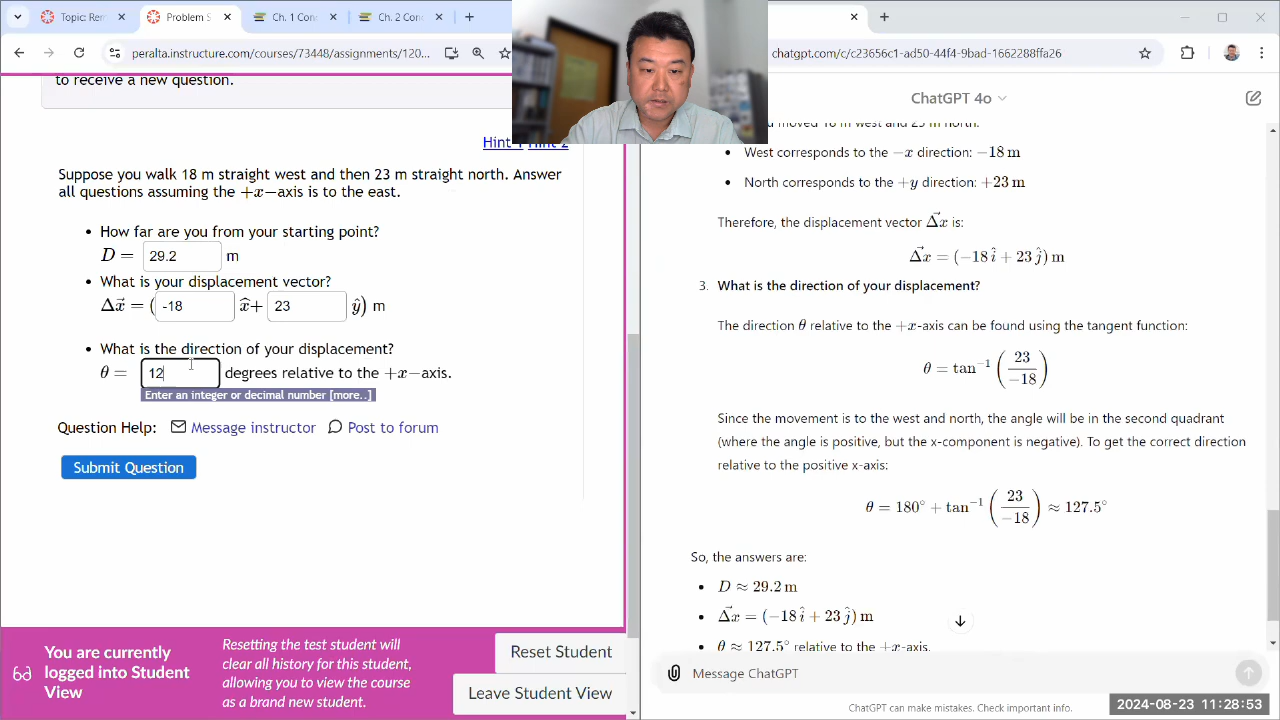 Topic: Rem
Problem S
Ch. 1 Con
Ch. 23 Con
peralta.instructure.com/courses/73448/assignments/120...
chatgpt.com/c/c23656c1-ad50-44f4-9bad-1662288ffa26
to receive a new question.
Hint 1 Hint 2
Suppose you walk 18 m straight west and then 23 m straight north. Answer
all questions assuming the +x−axis is to the east.
• How far are you from your starting point?
D = 29.2 m
• What is your displacement vector?
Δx⃗ = (-18 x̂+ 23 ŷ) m
• What is the direction of your displacement?
θ = 12 degrees relative to the +x−axis.
Enter an integer or decimal number [more..]
Question Help: Message instructor Post to forum
Submit Question
You are currently
logged into Student
View
Resetting the test student will
clear all history for this student,
allowing you to view the course
as a brand new student.
Reset Student
Leave Student View
ChatGPT 4o
• West corresponds to the −x direction: −18 m
• North corresponds to the +y direction: +23 m
Therefore, the displacement vector Δ⃗x is:
Δ⃗x = (−18 î + 23 ĵ) m
3. What is the direction of your displacement?
The direction θ relative to the +x-axis can be found using the tangent function:
θ = tan⁻¹ (23/−18)
Since the movement is to the west and north, the angle will be in the second quadrant
(where the angle is positive, but the x-component is negative). To get the correct direction
relative to the positive x-axis:
θ = 180° + tan⁻¹ (23/−18) ≈ 127.5°
So, the answers are:
• D ≈ 29.2 m
• Δ⃗x = (−18 î + 23 ĵ) m
• θ ≈ 127.5° relative to the +x-axis.
Message ChatGPT
ChatGPT can make mistakes. Check important info.
2024-08-23 11:28:53